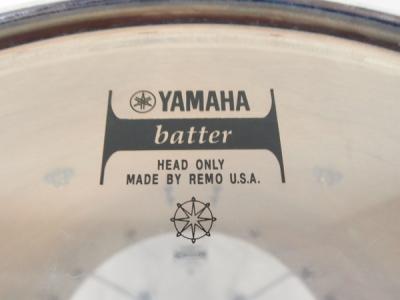 YAMAHA
batter
HEAD ONLY
MADE BY REMO U.S.A.